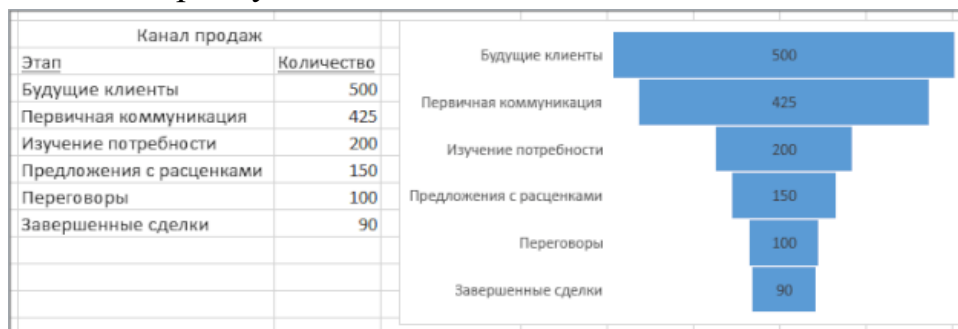 Канал продаж
Этап Количество
Будущие клиенты 500
Первичная коммуникация 425
Изучение потребности 200
Предложения с расценками 150
Переговоры 100
Завершенные сделки 90
Будущие клиенты 500
Первичная коммуникация 425
Изучение потребности 200
Предложения с расценками 150
Переговоры 100
Завершенные сделки 90